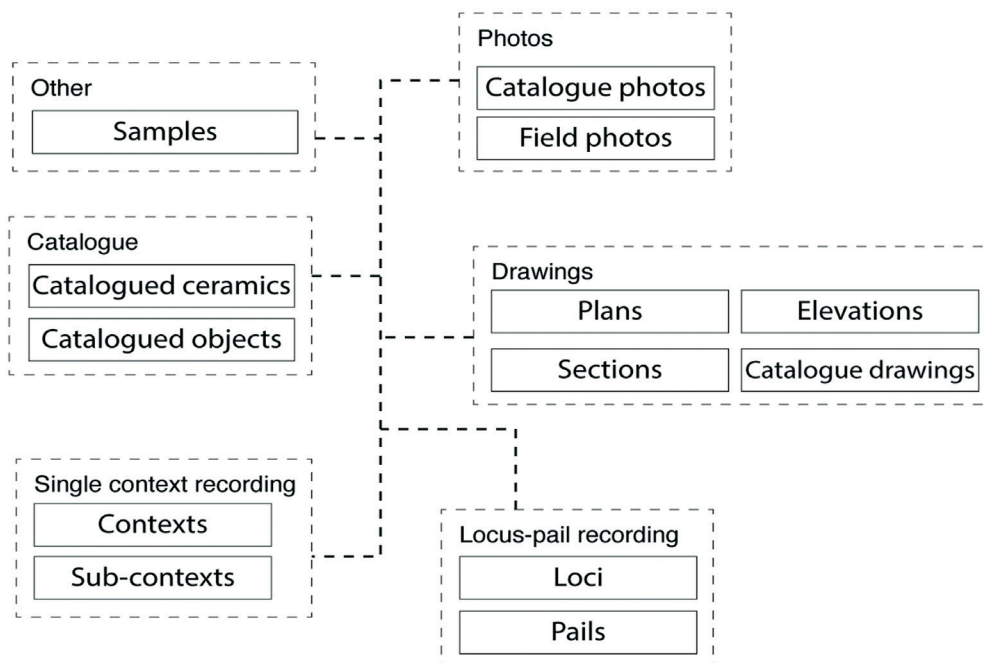 Photos
Catalogue photos
Field photos
Other
Samples
Catalogue
Catalogued ceramics
Catalogued objects
Drawings
Plans
Elevations
Sections
Catalogue drawings
Single context recording
Contexts
Sub-contexts
Locus-pail recording
Loci
Pails